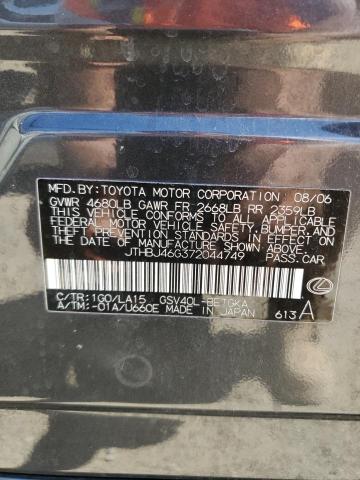 MFD.BY:TOYOTA MOTOR CORPORATION 08/06
GVWR 4680LB GAWR FR 2668LB RR 2359LB
THIS VEHICLE CONFORMS TO ALL APPLICABLE
FEDERAL MOTOR VEHICLE SAFETY, BUMPER, AND
THEFT PREVENTION STANDARDS IN EFFECT ON
THE DATE OF MANUFACTURE SHOWN ABOVE.
JTHBJ46G372044749 PASS.CAR
C/TR:1G0/LA15 GSV40L-BETGKA
A/TM:-01A/U660E MADE IN JAPAN 613 A